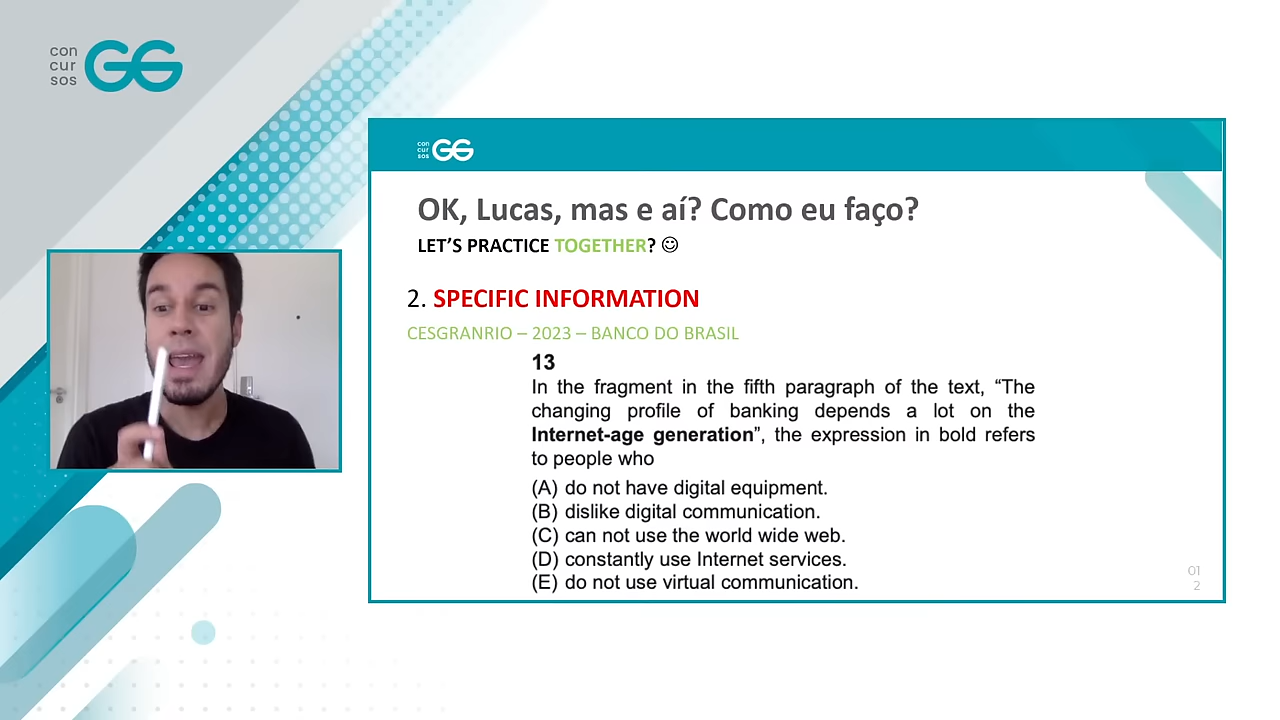 con
cur
sos
GG
con
cur
sos
GG
OK, Lucas, mas e aí? Como eu faço?
LET’S PRACTICE TOGETHER? ☺
2. SPECIFIC INFORMATION
CESGRANRIO – 2023 – BANCO DO BRASIL
13
In the fragment in the fifth paragraph of the text, “The
changing profile of banking depends a lot on the
Internet-age generation”, the expression in bold refers
to people who
(A) do not have digital equipment.
(B) dislike digital communication.
(C) can not use the world wide web.
(D) constantly use Internet services.
(E) do not use virtual communication.
01
2